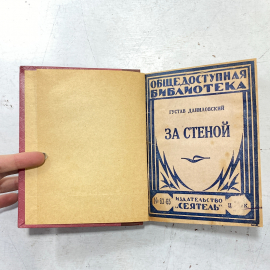 ОБЩЕДОСТУПНАЯ
БИБЛИОТЕКА
ГУСТАВ ДАНИЛОВСКИЙ
ЗА СТЕНОЙ
ИЗДАТЕЛЬСТВО
"СЕЯТЕЛЬ"